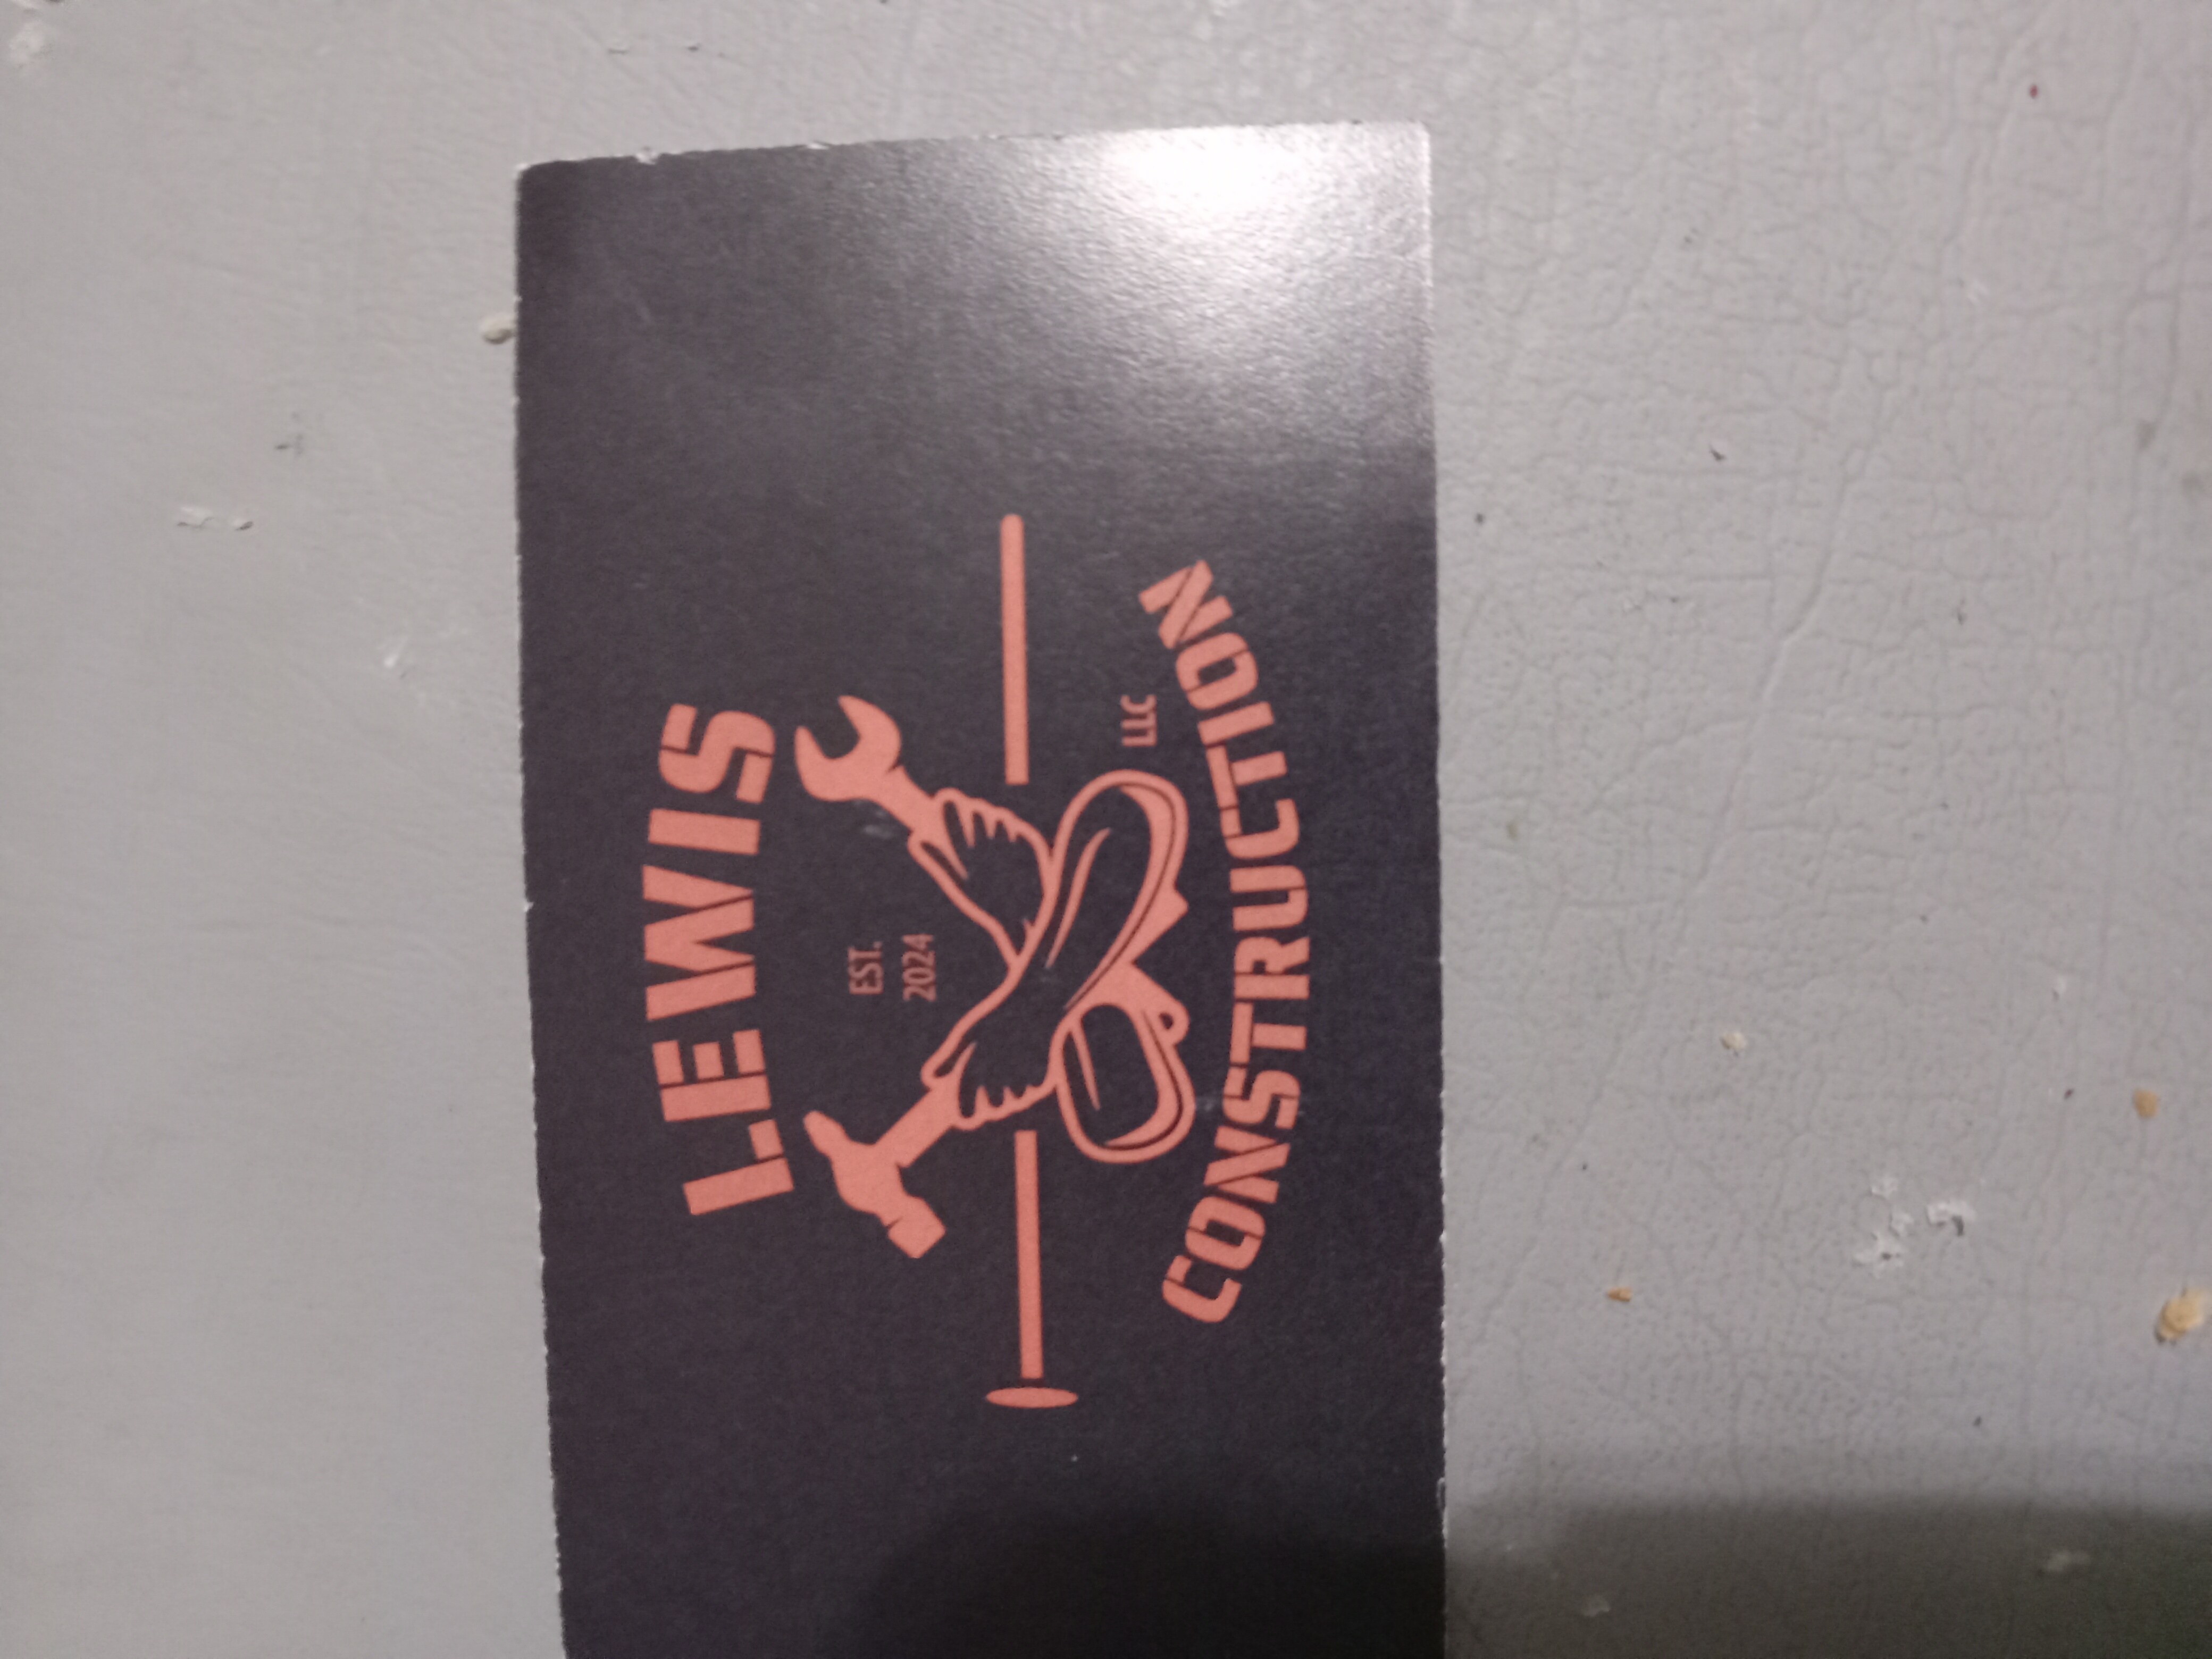 LEWIS
EST.
2024
LLC
CONSTRUCTION